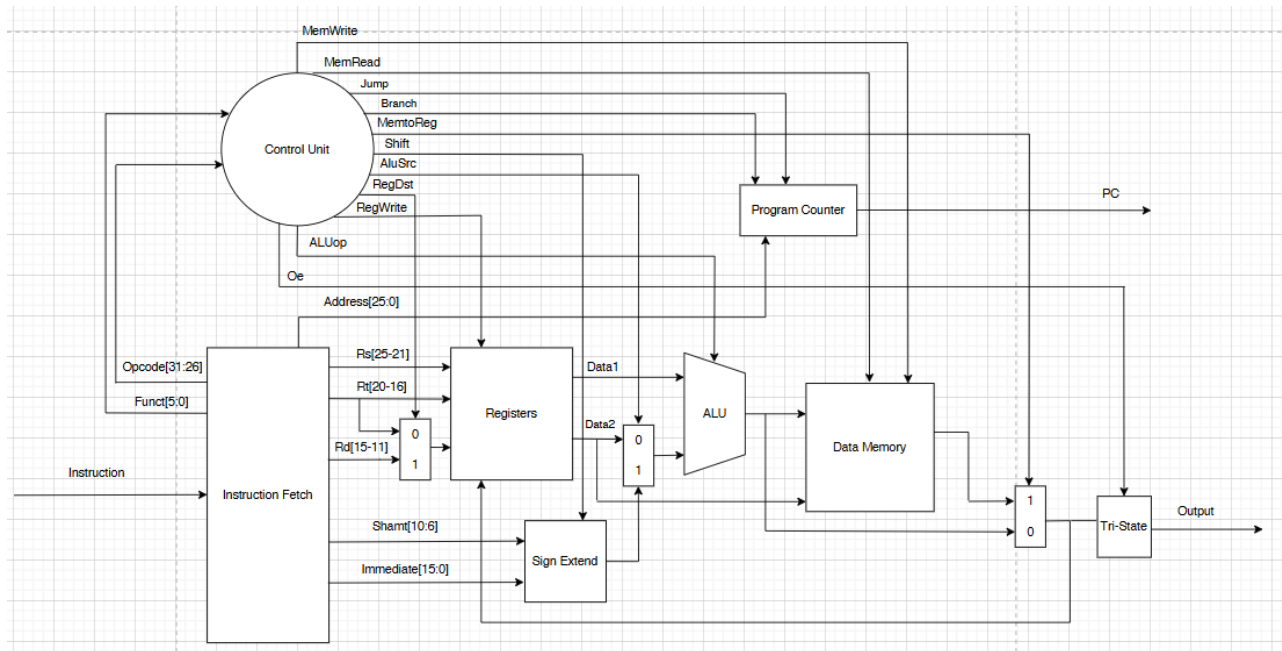 MemWrite
MemRead
Jump
Branch
MemtoReg
Control Unit
Shift
AluSrc
RegDst
RegWrite
Program Counter
PC
ALUop
Oe
Address[25:0]
Opcode[31:26]
Rs[25-21]
Data1
Rt[20-16]
Funct[5:0]
Registers
ALU
Data2
0
0
Rd[15-11]
Data Memory
1
1
Instruction
Instruction Fetch
1
Output
Shamt[10:6]
0
Tri-State
Sign Extend
Immediate[15:0]